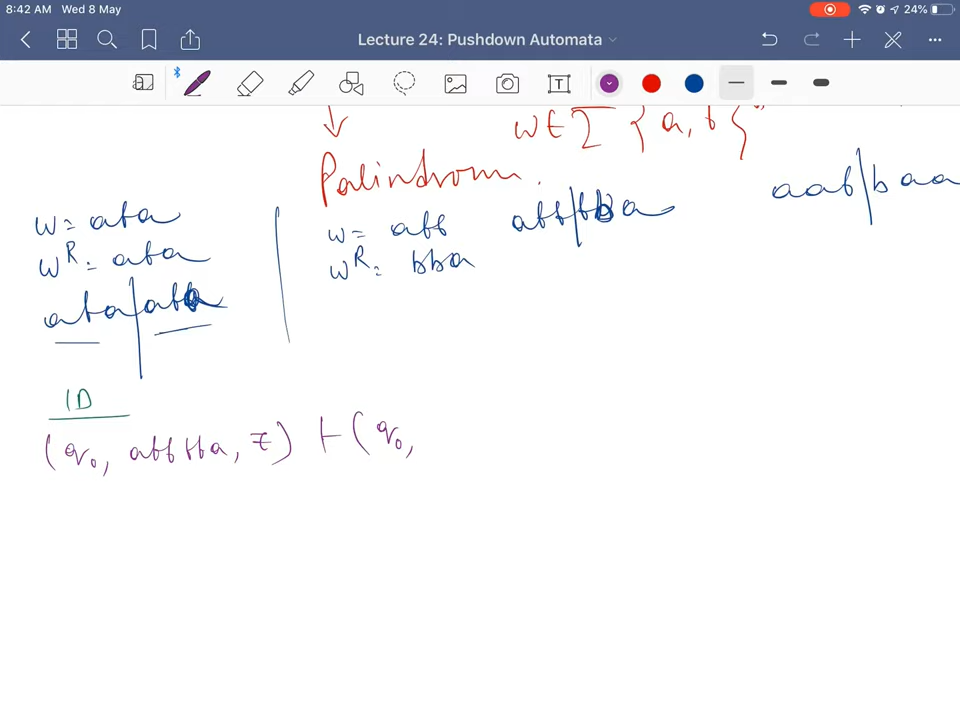 8:42 AM Wed 8 May 24%
Lecture 24: Pushdown Automata
T
w ∈ Σ {a, b}
Palindrom.
w = aba
w^R = aba
aba|aba
w = abb
w^R = bba
abb|bba
aab|baa
ID
(q₀, abbbba, z) ⊢ (q₀,